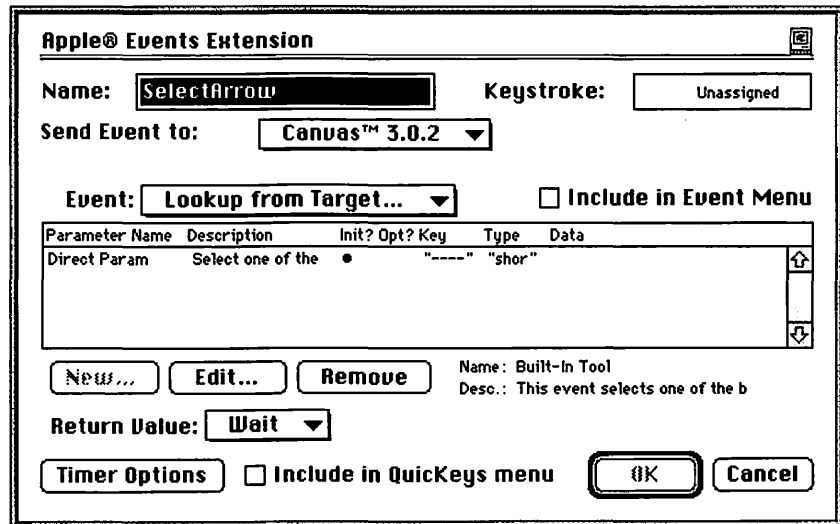 Apple® Events Extension
Name: SelectArrow Keystroke: Unassigned
Send Event to: Canvas™ 3.0.2
Event: Lookup from Target... Include in Event Menu
Parameter Name Description Init? Opt? Key Type Data
Direct Param Select one of the • "----" "shor"
New... Edit... Remove Name: Built-In Tool
Desc.: This event selects one of the b
Return Value: Wait
Timer Options Include in QuicKeys menu OK Cancel